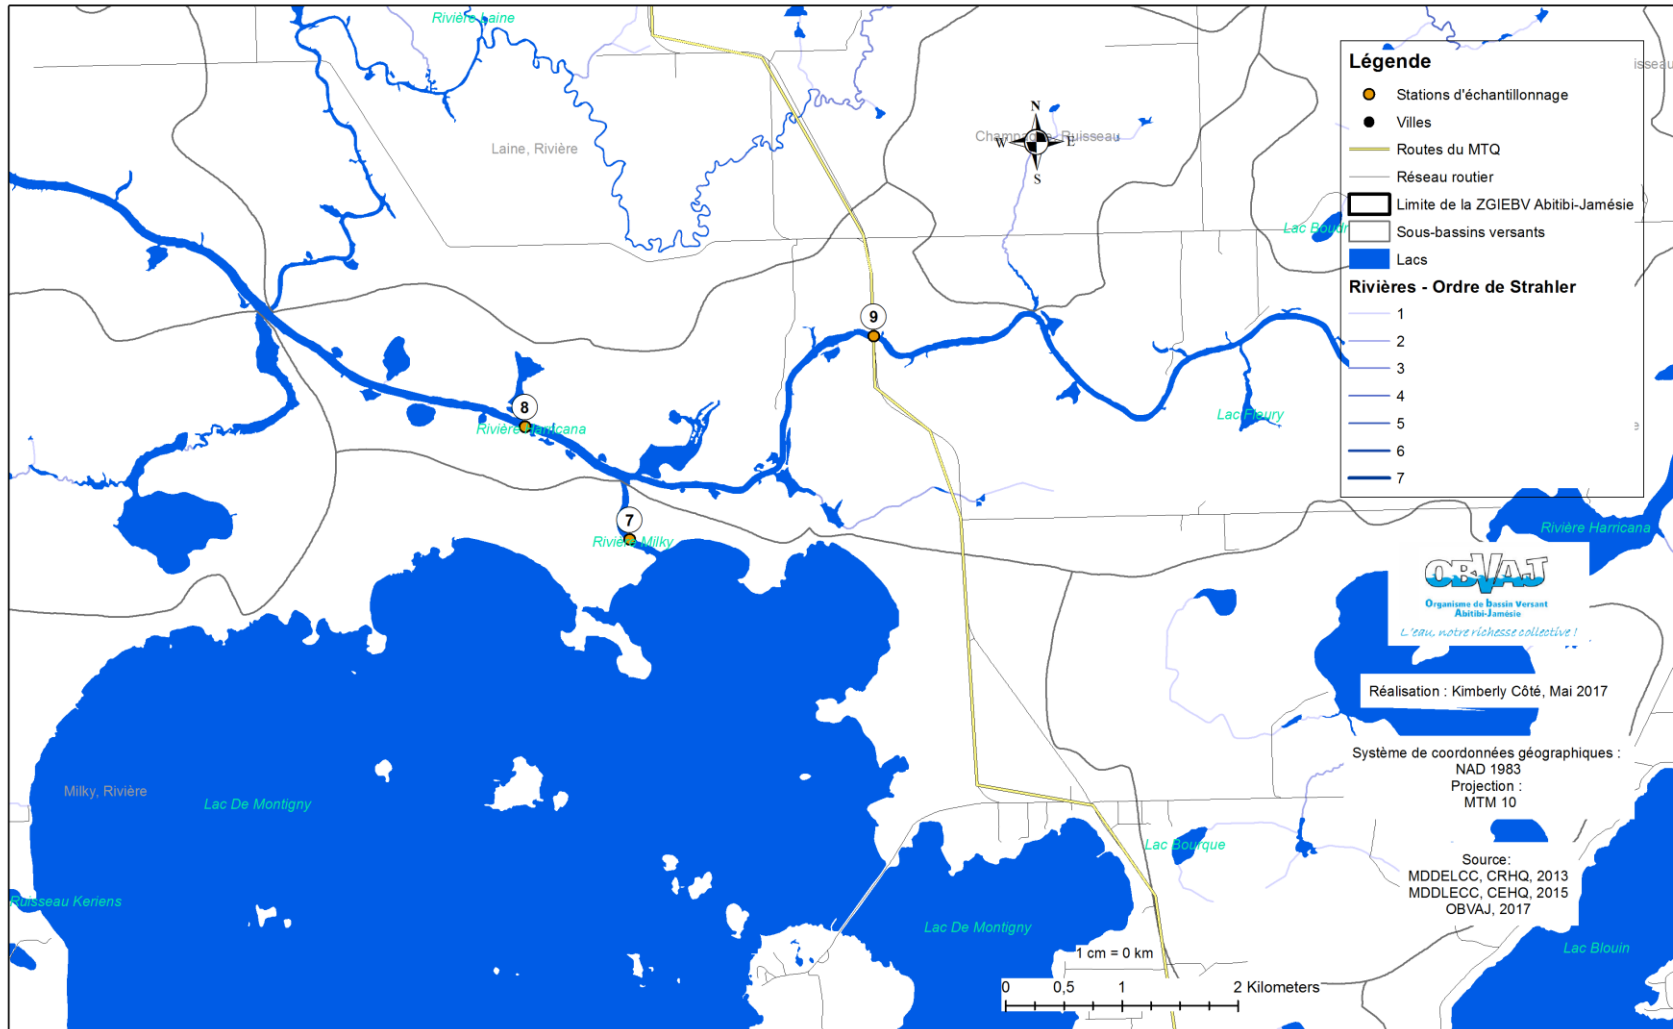 Rivière Laine
Légende
isseau
Stations d'échantillonnage
Villes
Routes du MTQ
Réseau routier
Limite de la ZGIEBV Abitibi-Jamésie
Sous-bassins versants
Lacs
Rivières - Ordre de Strahler
1
2
3
4
5
6
7
N
W
E
S
Laine, Rivière
Ruisseau
Lac Boudr
9
8
Rivière Harricana
Lac Fleury
e
7
Rivière Milky
Rivière Harricana
OBVAJ
Organisme de Bassin Versant
Abitibi-Jamésie
L'eau, notre richesse collective !
Réalisation : Kimberly Côté, Mai 2017
Système de coordonnées géographiques :
NAD 1983
Projection :
MTM 10
Milky, Rivière
Lac De Montigny
Lac Bourque
Source:
MDDELCC, CRHQ, 2013
MDDLECC, CEHQ, 2015
OBVAJ, 2017
Ruisseau Keriens
Lac De Montigny
Lac Blouin
1 cm = 0 km
0 0,5 1 2 Kilometers